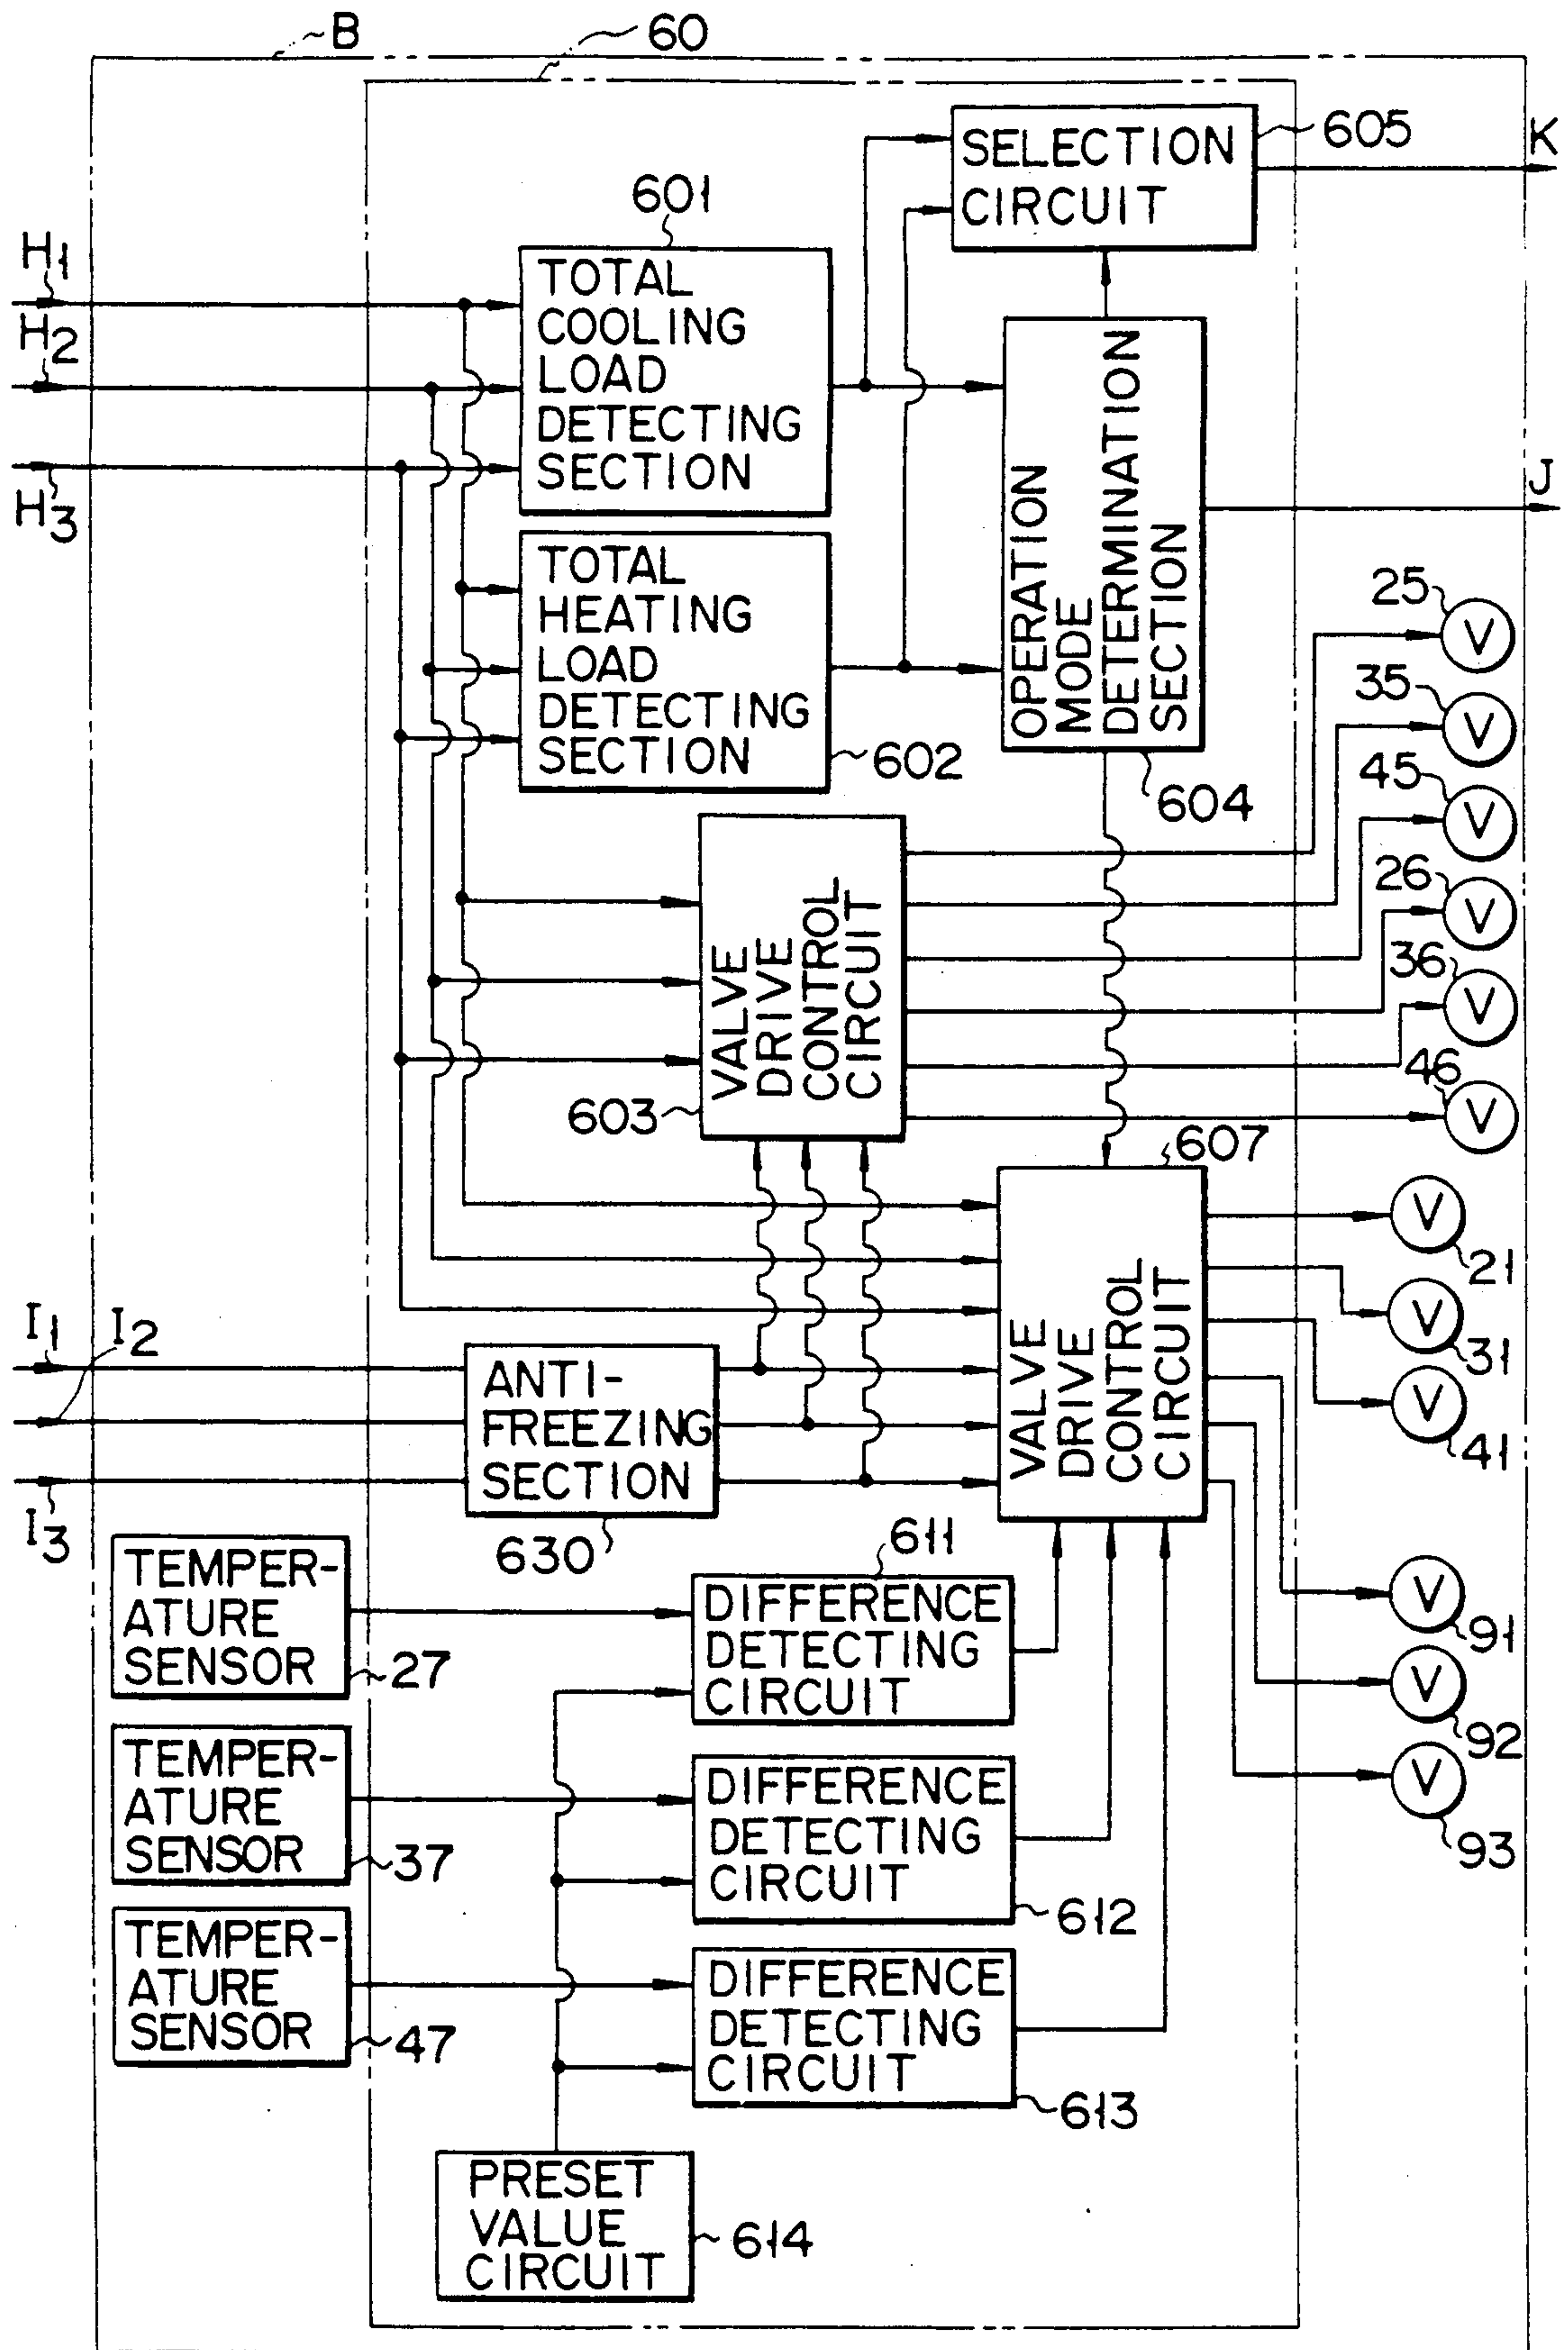 B
60
SELECTION
CIRCUIT
605
K
601
H1
H2
H3
TOTAL
COOLING
LOAD
DETECTING
SECTION
OPERATION
MODE
DETERMINATION
SECTION
604
J
TOTAL
HEATING
LOAD
DETECTING
SECTION
602
25
V
35
V
45
V
26
V
36
V
46
V
VALVE
DRIVE
CONTROL
CIRCUIT
603
607
VALVE
DRIVE
CONTROL
CIRCUIT
V
21
V
31
V
41
I1
I2
I3
ANTI-
FREEZING
SECTION
630
V
91
V
92
V
93
TEMPER-
ATURE
SENSOR
27
611
DIFFERENCE
DETECTING
CIRCUIT
TEMPER-
ATURE
SENSOR
37
DIFFERENCE
DETECTING
CIRCUIT
612
TEMPER-
ATURE
SENSOR
47
DIFFERENCE
DETECTING
CIRCUIT
613
PRESET
VALUE
CIRCUIT
614